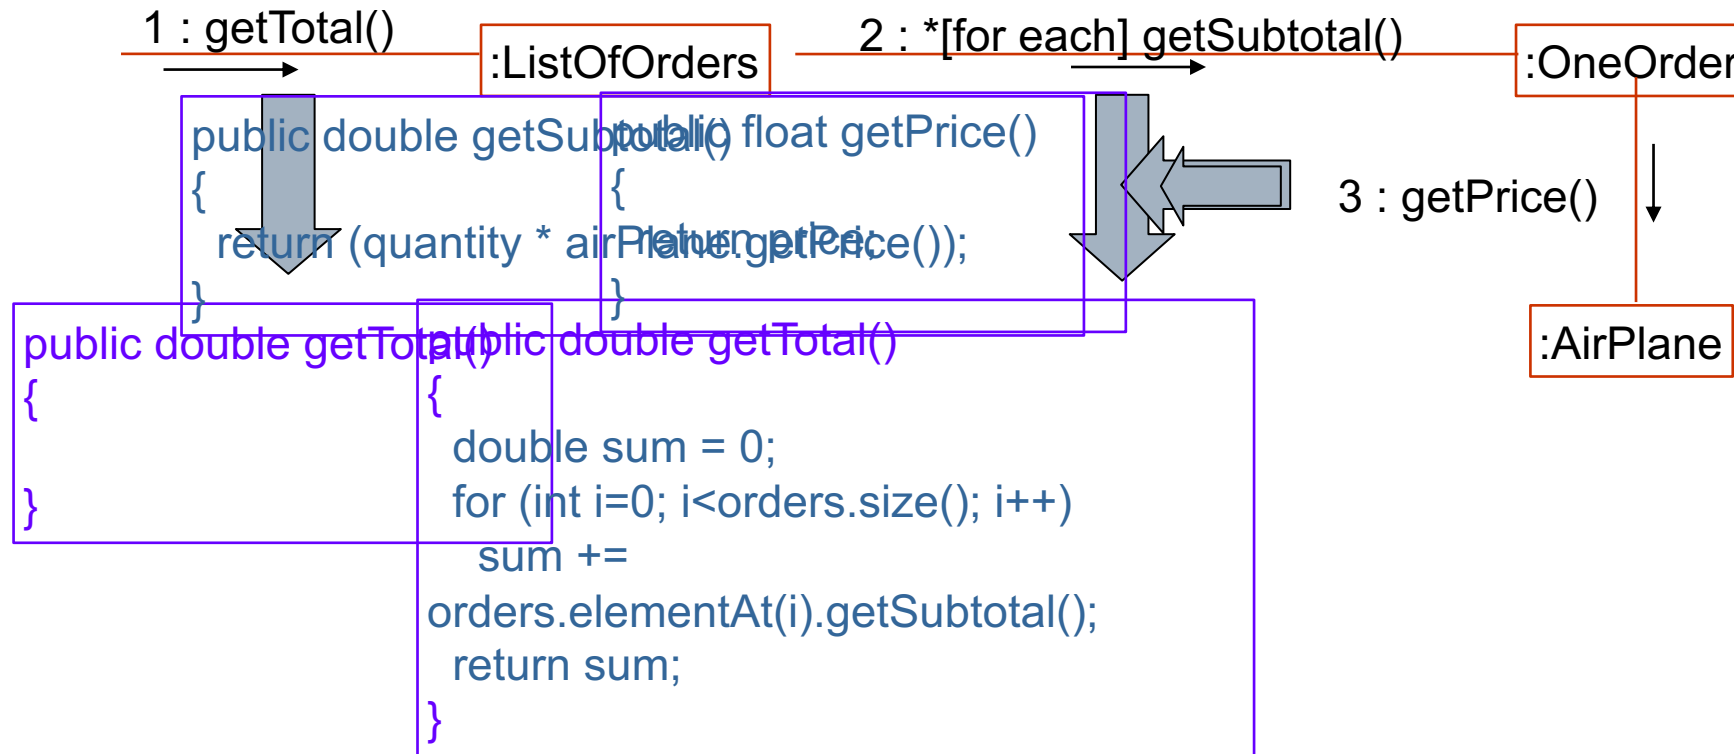 1 : getTotal()
:ListOfOrders
2 : *[for each] getSubtotal()
:OneOrder
public double getSubtotal()
{
return (quantity * airPlane.getPrice());
}
public float getPrice()
{
return price;
}
3 : getPrice()
:AirPlane
public double getTotal()
{
}
public double getTotal()
{
double sum = 0;
for (int i=0; i<orders.size(); i++)
sum +=
orders.elementAt(i).getSubtotal();
return sum;
}